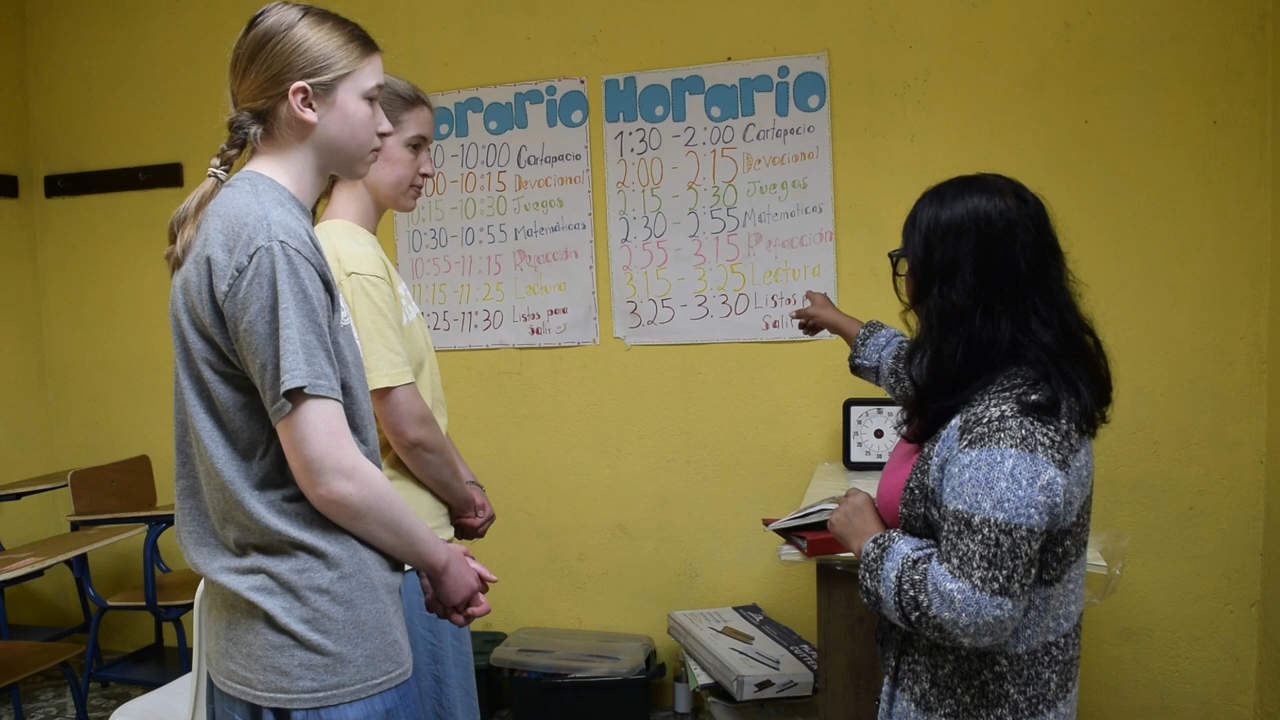 orario
0-10:00 Cartapacio
00-10:15 Devocional
10:15-10:30 Juegos
10:30-10:55 Matemáticas
10:55-11:15 Refacción
11:15-11:25 Lectura
:25-11:30 Listos para
Salir
Horario
1:30 - 2:00 Cartapacio
2:00 - 2:15 Devocional
2:15 - 2:30 Juegos
2:30 - 2:55 Matematicas
2:55 - 3:15 Refacción
3:15 - 3:25 Lectura
3:25 - 3:30 Listos p
Salir